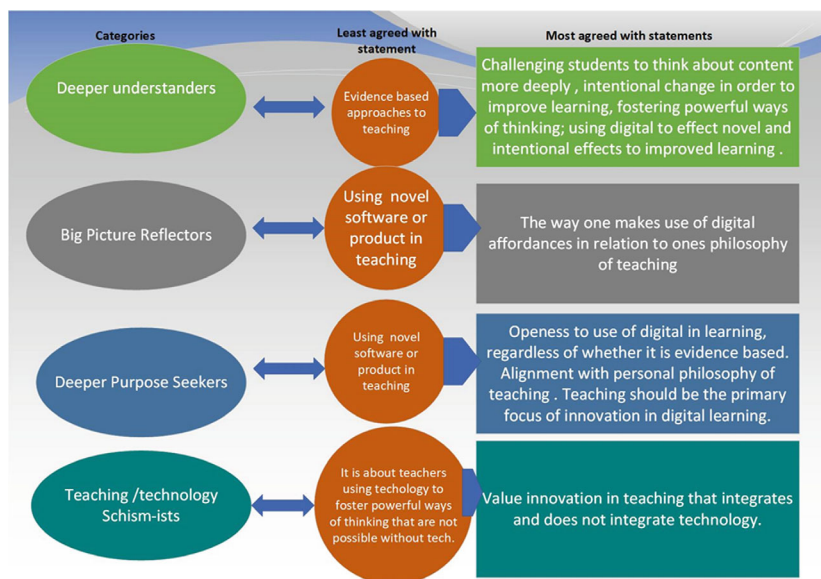 Categories
Least agreed with
statement
Most agreed with statements
Deeper understanders
Evidence based
approaches to
teaching
Challenging students to think about content
more deeply , intentional change in order to
improve learning, fostering powerful ways
of thinking; using digital to effect novel and
intentional effects to improved learning .
Big Picture Reflectors
Using novel
software or
product in
teaching
The way one makes use of digital
affordances in relation to ones philosophy
of teaching
Deeper Purpose Seekers
Using novel
software or
product in
teaching
Openess to use of digital in learning,
regardless of whether it is evidence based.
Alignment with personal philosophy of
teaching . Teaching should be the primary
focus of innovation in digital learning.
Teaching /technology
Schism-ists
It is about teachers
using techology to
foster powerful ways
of thinking that are not
possible without tech.
Value innovation in teaching that integrates
and does not integrate technology.